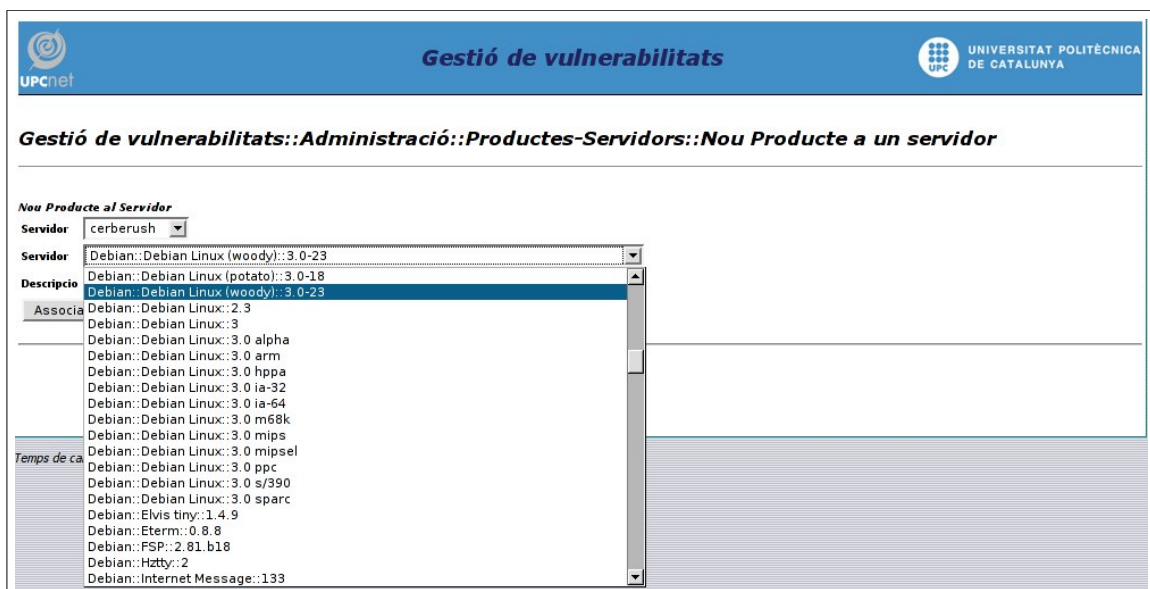 UPCnet
Gestió de vulnerabilitats
UPC
UNIVERSITAT POLITÈCNICA
DE CATALUNYA
Gestió de vulnerabilitats::Administració::Productes-Servidors::Nou Producte a un servidor
Nou Producte al Servidor
Servidor cerberush
Servidor Debian::Debian Linux (woody)::3.0-23
Descripcio
Associa
Debian::Debian Linux (potato)::3.0-18
Debian::Debian Linux (woody)::3.0-23
Debian::Debian Linux::2.3
Debian::Debian Linux::3
Debian::Debian Linux::3.0 alpha
Debian::Debian Linux::3.0 arm
Debian::Debian Linux::3.0 hppa
Debian::Debian Linux::3.0 ia-32
Debian::Debian Linux::3.0 ia-64
Debian::Debian Linux::3.0 m68k
Debian::Debian Linux::3.0 mips
Debian::Debian Linux::3.0 mipsel
Debian::Debian Linux::3.0 ppc
Debian::Debian Linux::3.0 s/390
Debian::Debian Linux::3.0 sparc
Debian::Elvis tiny::1.4.9
Debian::Eterm::0.8.8
Debian::FSP::2.81.b18
Debian::Hztty::2
Debian::Internet Message::133
Temps de ca